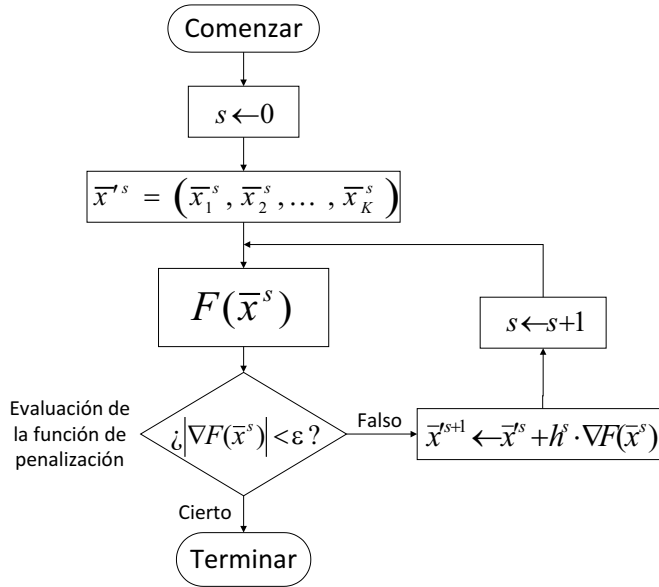 Comenzar
s ← 0
x̅'ˢ = (x̅₁ˢ, x̅₂ˢ, … , x̅_Kˢ)
F(x̅ˢ)
s ← s+1
Evaluación de
la función de
penalización
¿|∇F(x̅ˢ)| < ε ?
Falso
x̅'ˢ⁺¹ ← x̅'ˢ + hˢ · ∇F(x̅ˢ)
Cierto
Terminar